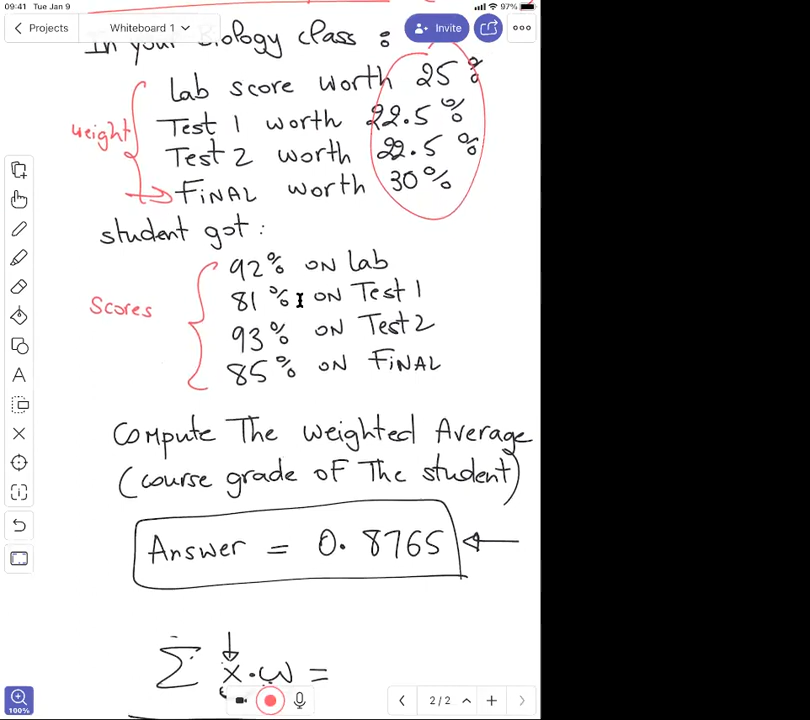 09:41 Tue Jan 9
97%
Projects
Whiteboard 1
Invite
In your Biology class :
Lab score worth 25%
weight
Test 1 worth 22.5%
Test 2 worth 22.5%
FiNAL worth 30%
student got :
92% ON Lab
Scores
81% ON Test 1
93% ON Test 2
85% ON FiNAL
Compute The weighted Average
(course grade of The student)
Answer = 0.8765
Σ x·w =
A
100%
2/2